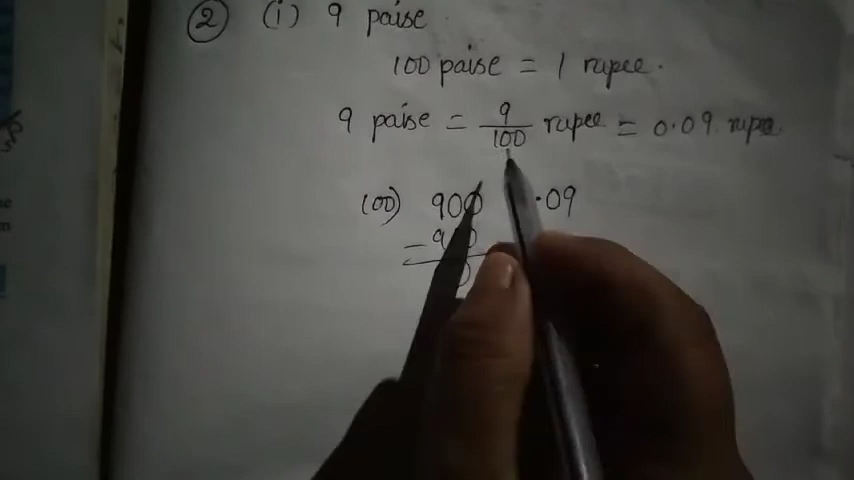 ② (i) 9 paise
100 paise = 1 rupee.
9 paise = 9/100 rupee = 0.09 rupee.
100) 900 .09